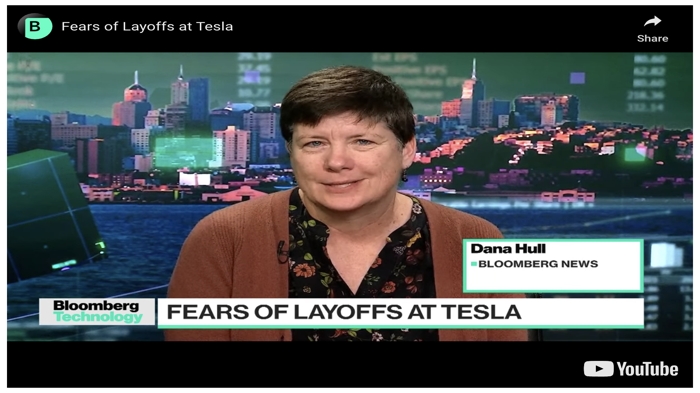 B Fears of Layoffs at Tesla
Share
Dana Hull
BLOOMBERG NEWS
Bloomberg
Technology
FEARS OF LAYOFFS AT TESLA
YouTube